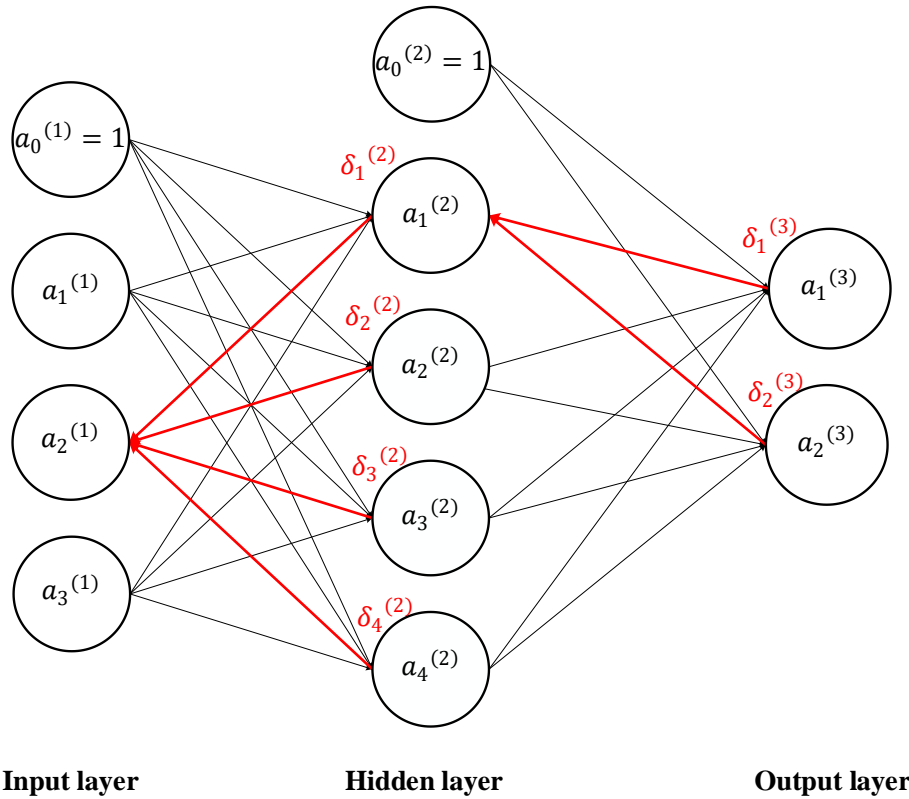 a₀⁽²⁾ = 1
a₀⁽¹⁾ = 1
δ₁⁽²⁾
a₁⁽²⁾
δ₁⁽³⁾
a₁⁽¹⁾
a₁⁽³⁾
δ₂⁽²⁾
a₂⁽²⁾
δ₂⁽³⁾
a₂⁽¹⁾
a₂⁽³⁾
δ₃⁽²⁾
a₃⁽²⁾
a₃⁽¹⁾
δ₄⁽²⁾
a₄⁽²⁾
Input layer
Hidden layer
Output layer